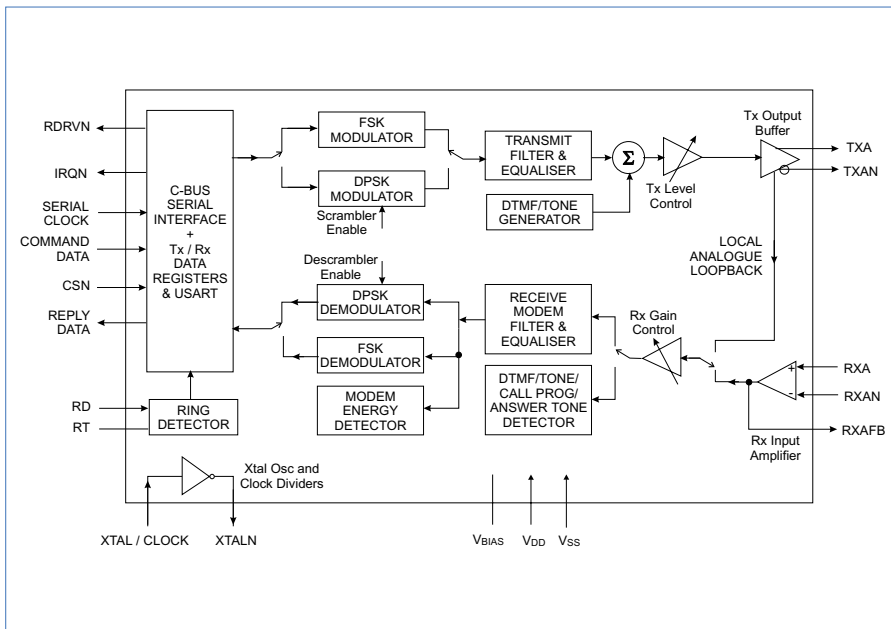 RDRVN
IRQN
SERIAL
CLOCK
COMMAND
DATA
CSN
REPLY
DATA
RD
RT
C-BUS
SERIAL
INTERFACE
+
Tx / Rx
DATA
REGISTERS
& USART
RING
DETECTOR
FSK
MODULATOR
DPSK
MODULATOR
Scrambler
Enable
Descrambler
Enable
DPSK
DEMODULATOR
FSK
DEMODULATOR
MODEM
ENERGY
DETECTOR
TRANSMIT
FILTER &
EQUALISER
DTMF/TONE
GENERATOR
Σ
Tx Level
Control
Tx Output
Buffer
TXA
TXAN
LOCAL
ANALOGUE
LOOPBACK
RECEIVE
MODEM
FILTER &
EQUALISER
DTMF/TONE/
CALL PROG/
ANSWER TONE
DETECTOR
Rx Gain
Control
+
-
RXA
RXAN
RXAFB
Rx Input
Amplifier
Xtal Osc and
Clock Dividers
XTAL / CLOCK
XTALN
VBIAS
VDD
VSS